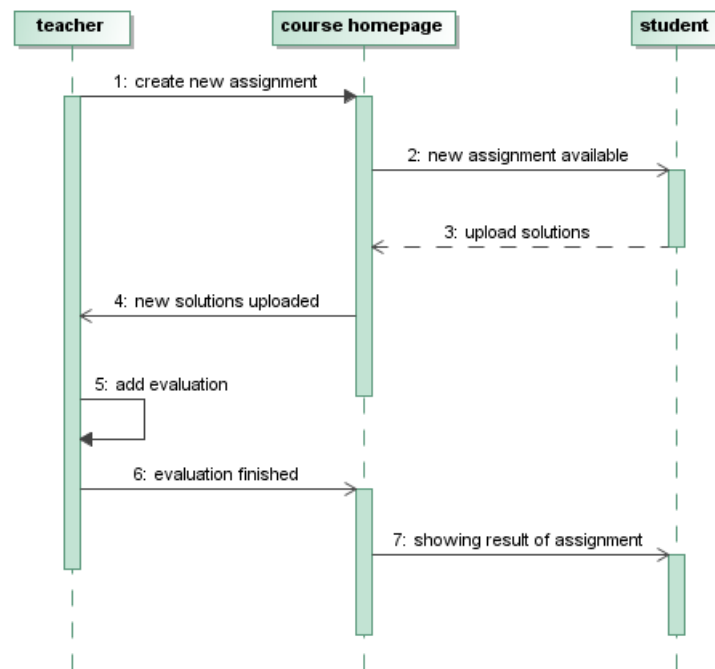 teacher
course homepage
student
1: create new assignment
2: new assignment available
3: upload solutions
4: new solutions uploaded
5: add evaluation
6: evaluation finished
7: showing result of assignment